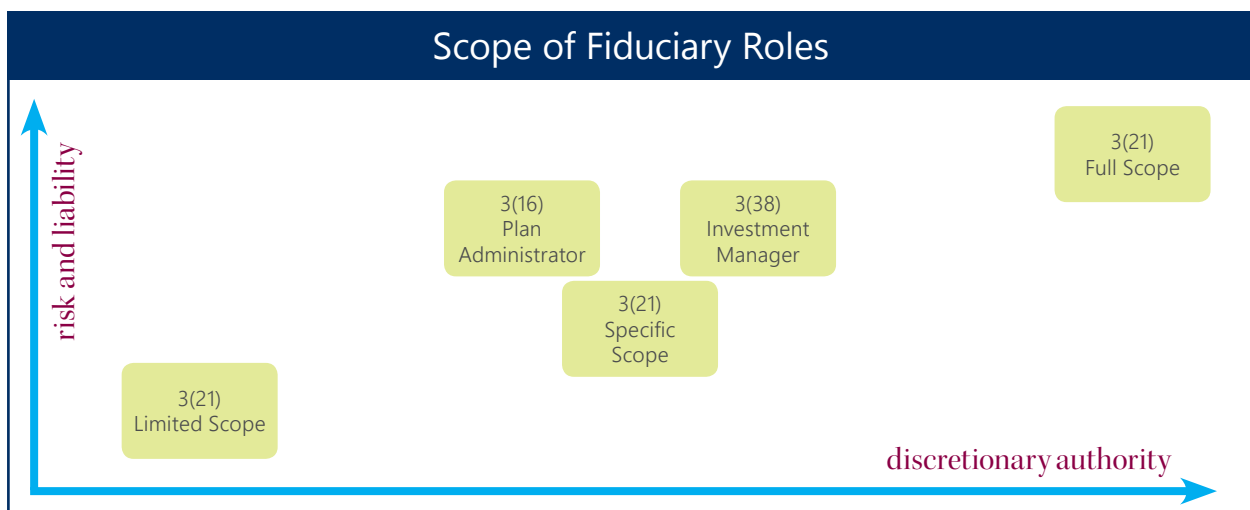 Scope of Fiduciary Roles
risk and liability
3(21)
Full Scope
3(16)
Plan
Administrator
3(38)
Investment
Manager
3(21)
Specific
Scope
3(21)
Limited Scope
discretionary authority